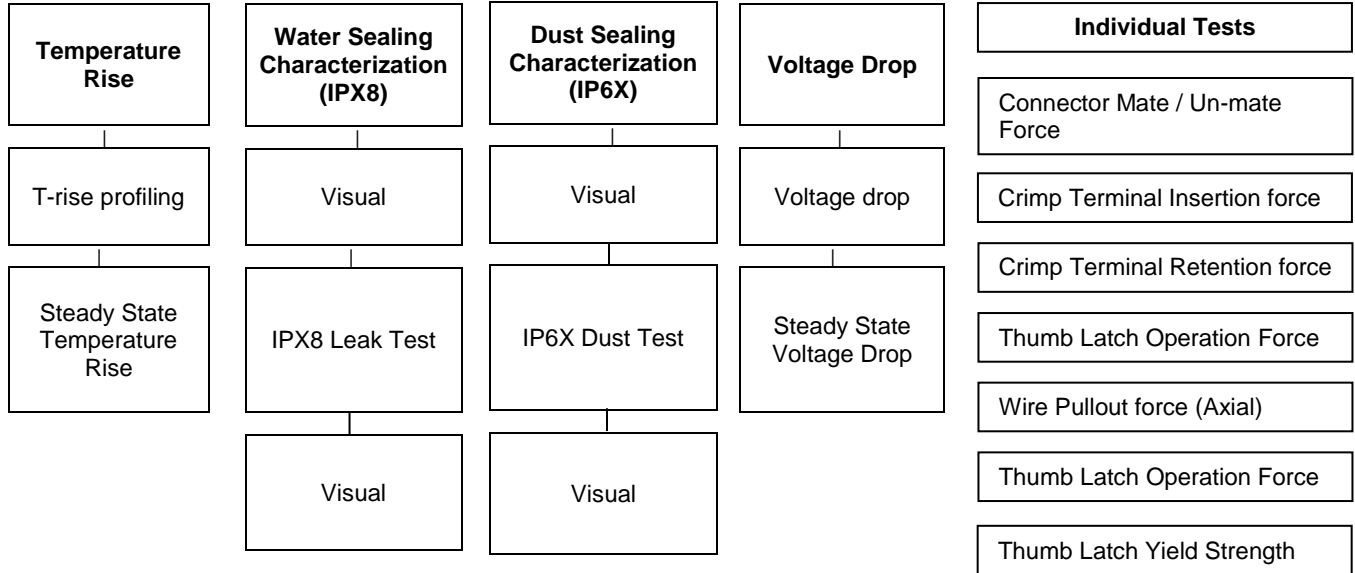 Temperature
Rise
T-rise profiling
Steady State
Temperature
Rise
Water Sealing
Characterization
(IPX8)
Visual
IPX8 Leak Test
Visual
Dust Sealing
Characterization
(IP6X)
Visual
IP6X Dust Test
Visual
Voltage Drop
Voltage drop
Steady State
Voltage Drop
Individual Tests
Connector Mate / Un-mate
Force
Crimp Terminal Insertion force
Crimp Terminal Retention force
Thumb Latch Operation Force
Wire Pullout force (Axial)
Thumb Latch Operation Force
Thumb Latch Yield Strength